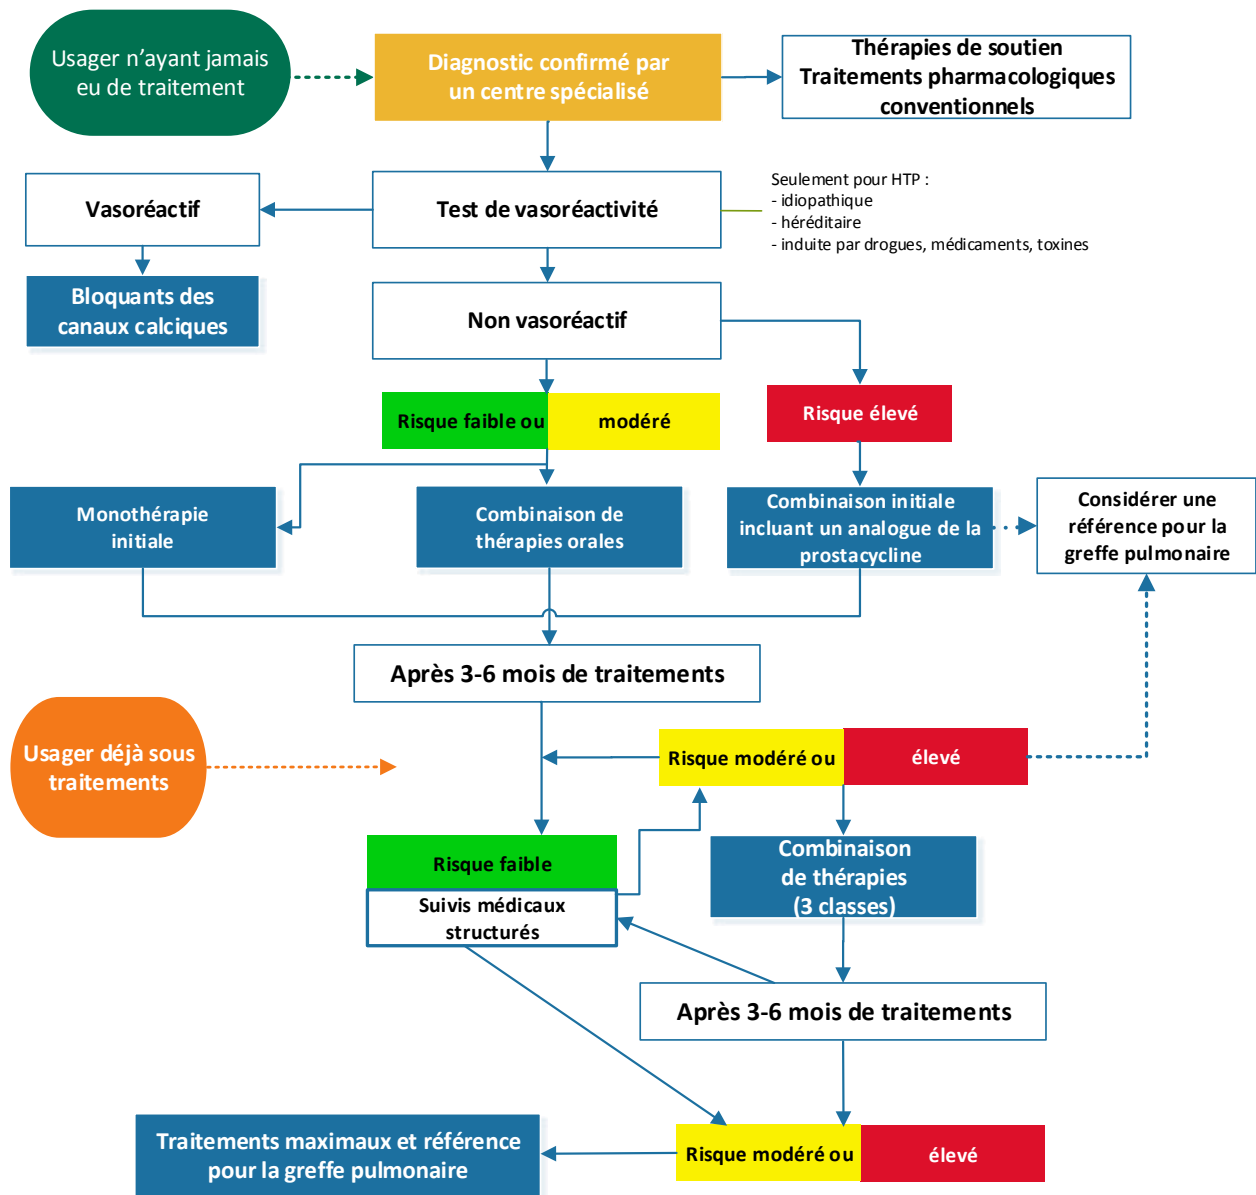 Usager n’ayant jamais
eu de traitement
Diagnostic confirmé par
un centre spécialisé
Thérapies de soutien
Traitements pharmacologiques
conventionnels
Vasoréactif
Test de vasoréactivité
Seulement pour HTP :
- idiopathique
- héréditaire
- induite par drogues, médicaments, toxines
Bloquants des
canaux calciques
Non vasoréactif
Risque faible ou
modéré
Risque élevé
Monothérapie
initiale
Combinaison de
thérapies orales
Combinaison initiale
incluant un analogue de la
prostacycline
Considérer une
référence pour la
greffe pulmonaire
Après 3-6 mois de traitements
Usager déjà sous
traitements
Risque modéré ou
élevé
Risque faible
Suivis médicaux
structurés
Combinaison
de thérapies
(3 classes)
Après 3-6 mois de traitements
Traitements maximaux et référence
pour la greffe pulmonaire
Risque modéré ou
élevé